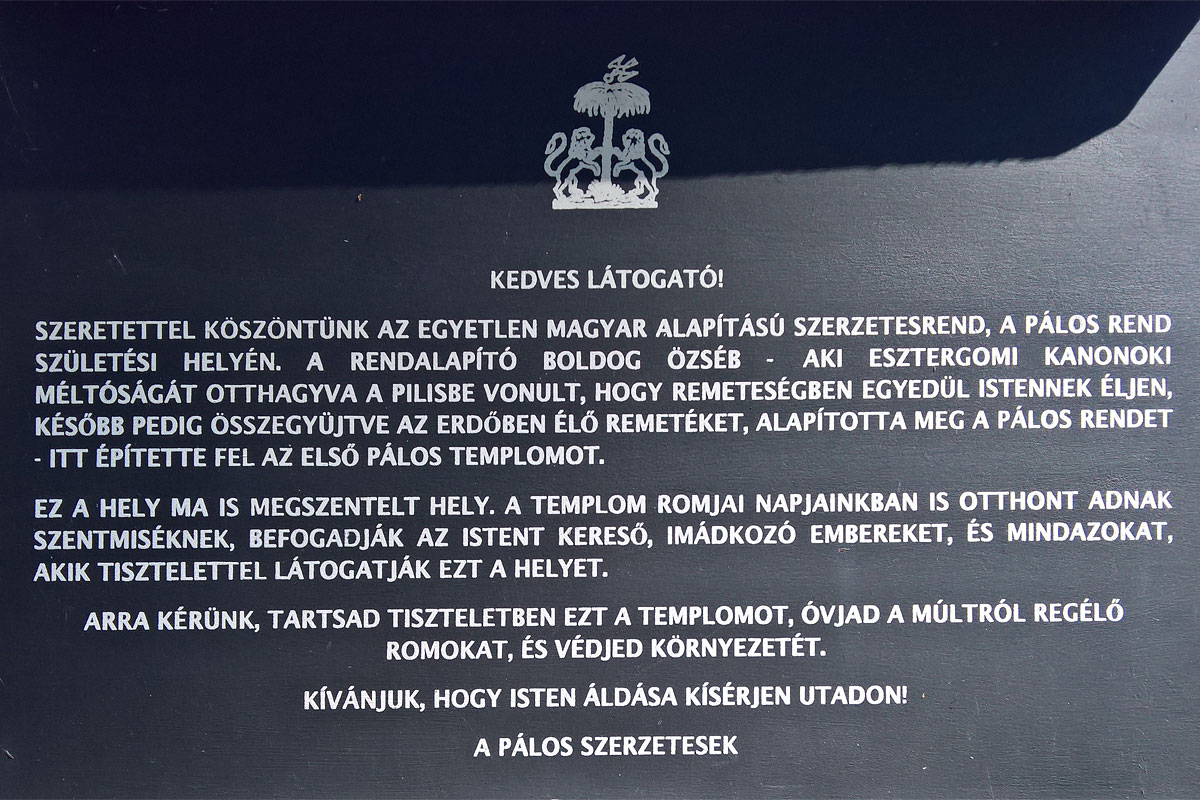 KEDVES LÁTOGATÓ!
SZERETETTEL KÖSZÖNTÜNK AZ EGYETLEN MAGYAR ALAPÍTÁSÚ SZERZETESREND, A PÁLOS REND
SZÜLETÉSI HELYÉN. A RENDALAPÍTÓ BOLDOG ÖZSÉB - AKI ESZTERGOMI KANONOKI
MÉLTÓSÁGÁT OTTHAGYVA A PILISBE VONULT, HOGY REMETESÉGBEN EGYEDÜL ISTENNEK ÉLJEN,
KÉSŐBB PEDIG ÖSSZEGYÜJTVE AZ ERDŐBEN ÉLŐ REMETÉKET, ALAPÍTOTTA MEG A PÁLOS RENDET
- ITT ÉPÍTETTE FEL AZ ELSŐ PÁLOS TEMPLOMOT.
EZ A HELY MA IS MEGSZENTELT HELY. A TEMPLOM ROMJAI NAPJAINKBAN IS OTTHONT ADNAK
SZENTMISÉKNEK, BEFOGADJÁK AZ ISTENT KERESŐ, IMÁDKOZÓ EMBEREKET, ÉS MINDAZOKAT,
AKIK TISZTELETTEL LÁTOGATJÁK EZT A HELYET.
ARRA KÉRÜNK, TARTSAD TISZTELETBEN EZT A TEMPLOMOT, ÓVJAD A MÚLTRÓL REGÉLŐ
ROMOKAT, ÉS VÉDJED KÖRNYEZETÉT.
KÍVÁNJUK, HOGY ISTEN ÁLDÁSA KÍSÉRJEN UTADON!
A PÁLOS SZERZETESEK